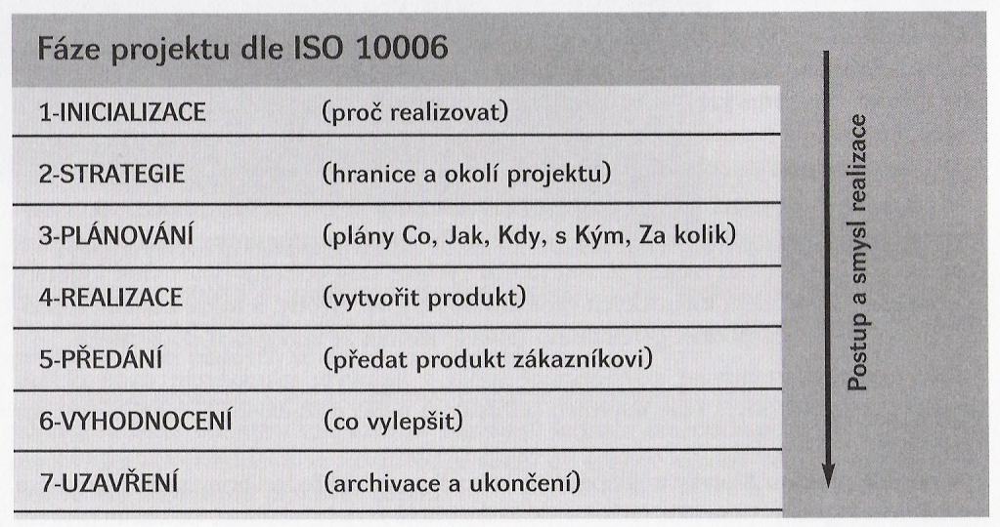 Fáze projektu dle ISO 10006
1-INICIALIZACE (proč realizovat)
2-STRATEGIE (hranice a okolí projektu)
3-PLÁNOVÁNÍ (plány Co, Jak, Kdy, s Kým, Za kolik)
4-REALIZACE (vytvořit produkt)
5-PŘEDÁNÍ (předat produkt zákazníkovi)
6-VYHODNOCENÍ (co vylepšit)
7-UZAVŘENÍ (archivace a ukončení)
Postup a smysl realizace